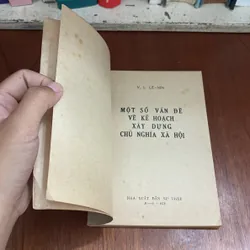 V. I. LÊ-NIN
MỘT SỐ VẤN ĐỀ
VỀ KẾ HOẠCH
XÂY DỰNG
CHỦ NGHĨA XÃ HỘI
NHÀ XUẤT BẢN SỰ THẬT